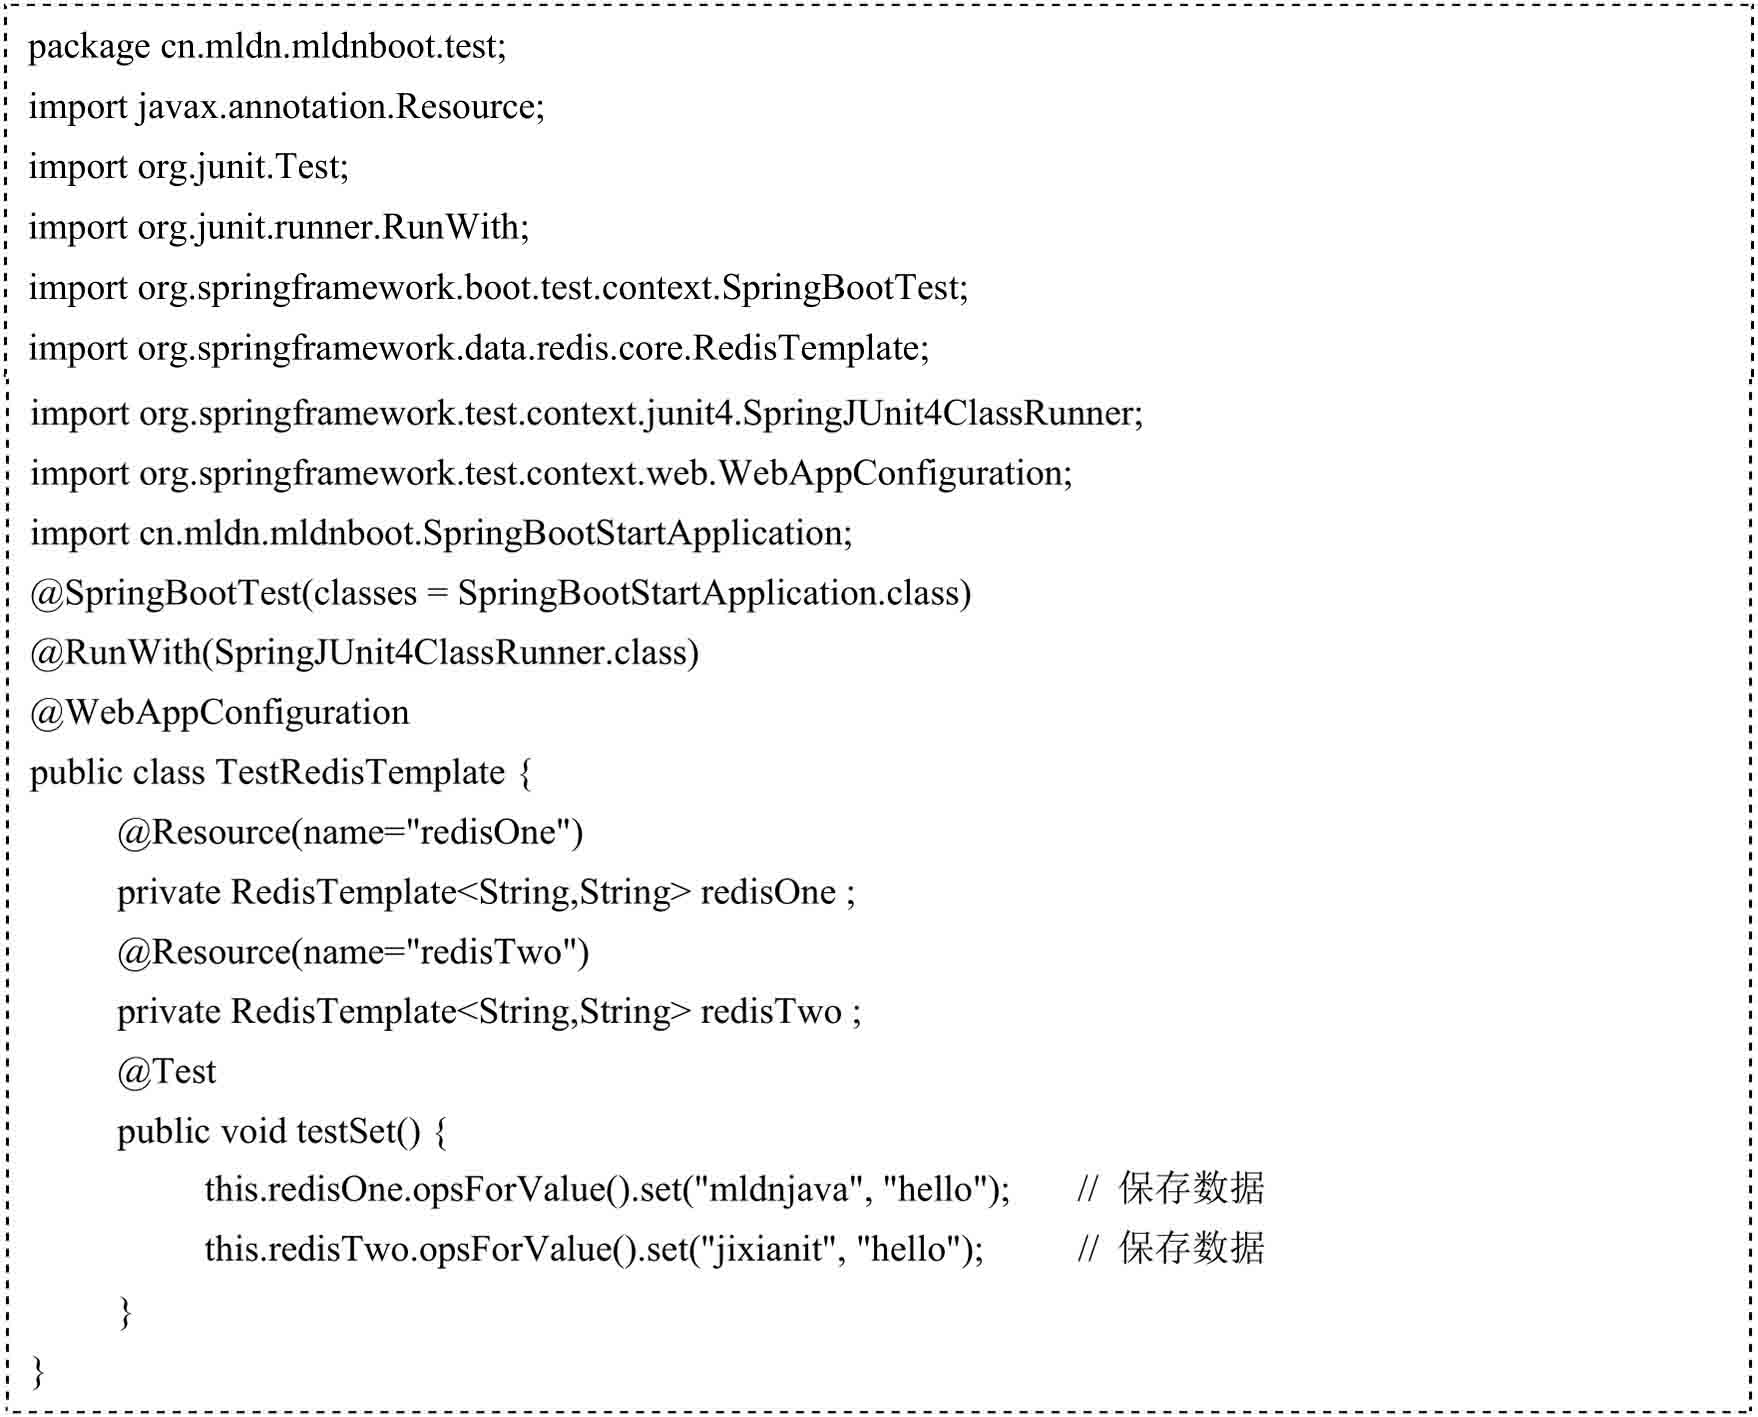 package cn.mldn.mldnboot.test;
import javax.annotation.Resource;
import org.junit.Test;
import org.junit.runner.RunWith;
import org.springframework.boot.test.context.SpringBootTest;
import org.springframework.data.redis.core.RedisTemplate;
import org.springframework.test.context.junit4.SpringJUnit4ClassRunner;
import org.springframework.test.context.web.WebAppConfiguration;
import cn.mldn.mldnboot.SpringBootStartApplication;
@SpringBootTest(classes = SpringBootStartApplication.class)
@RunWith(SpringJUnit4ClassRunner.class)
@WebAppConfiguration
public class TestRedisTemplate {
    @Resource(name="redisOne")
    private RedisTemplate<String,String> redisOne ;
    @Resource(name="redisTwo")
    private RedisTemplate<String,String> redisTwo ;
    @Test
    public void testSet() {
        this.redisOne.opsForValue().set("mldnjava", "hello");    // 保存数据
        this.redisTwo.opsForValue().set("jixianit", "hello");    // 保存数据
    }
}